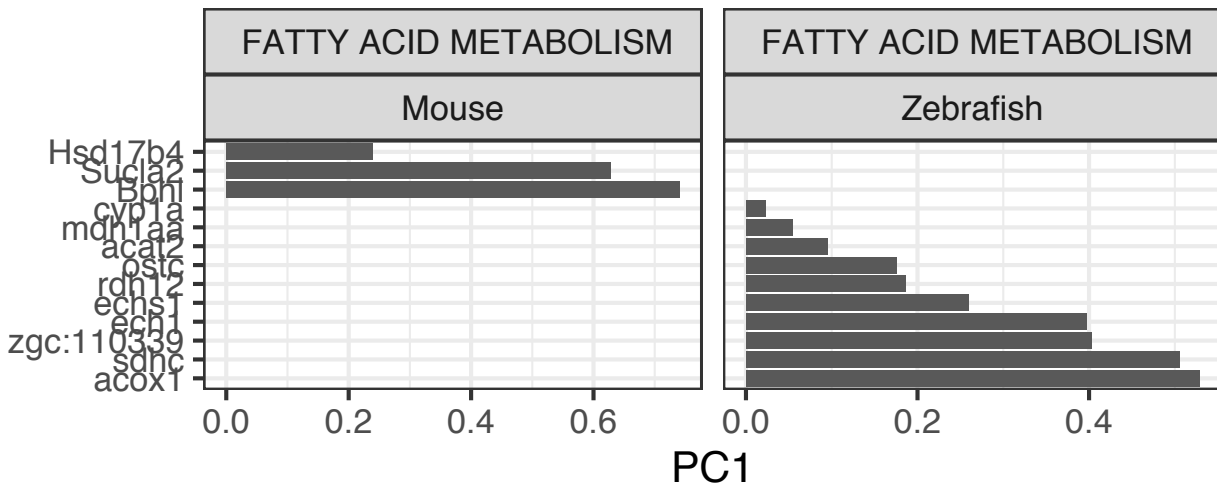 FATTY ACID METABOLISM
FATTY ACID METABOLISM
Mouse
Zebrafish
Hsd17b4
Sucla2
Bphl
cyp1a
mdh1aa
acat2
ostc
rdh12
echs1
ech1
zgc:110339
sdhc
acox1
0.0 0.2 0.4 0.6
0.0 0.2 0.4
PC1